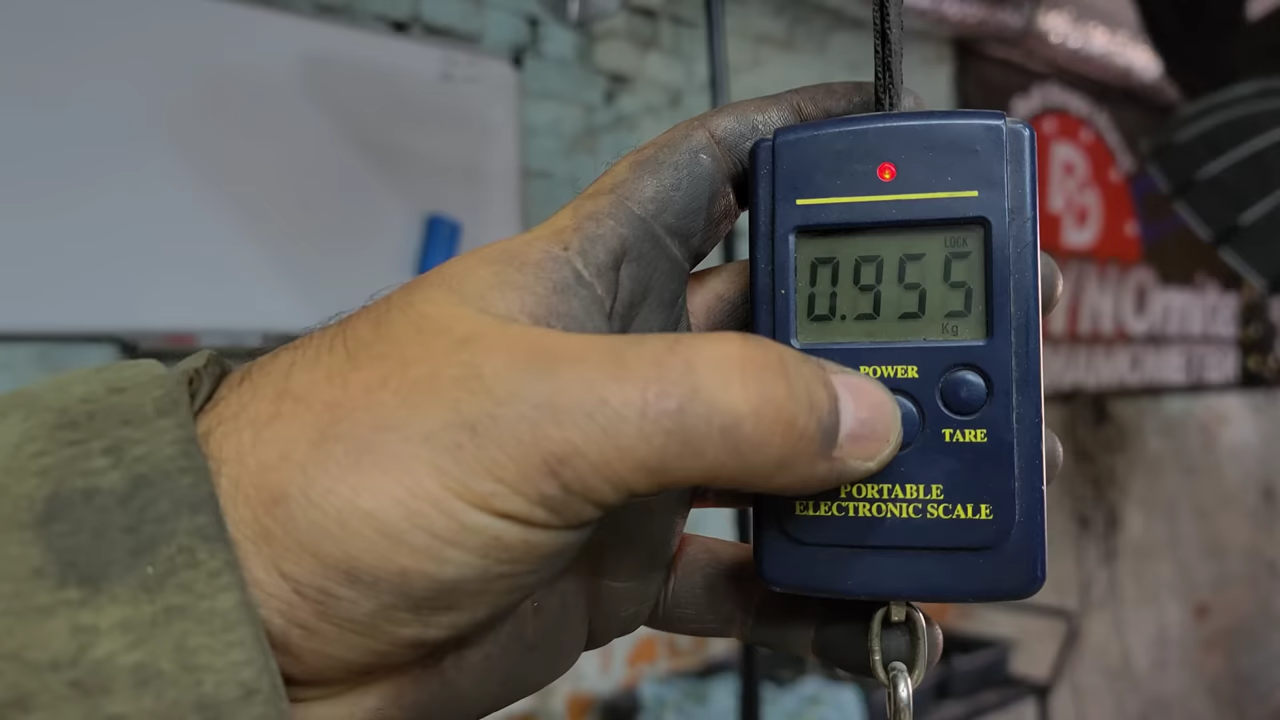 LOCK
0.955
Kg
POWER
TARE
PORTABLE
ELECTRONIC SCALE